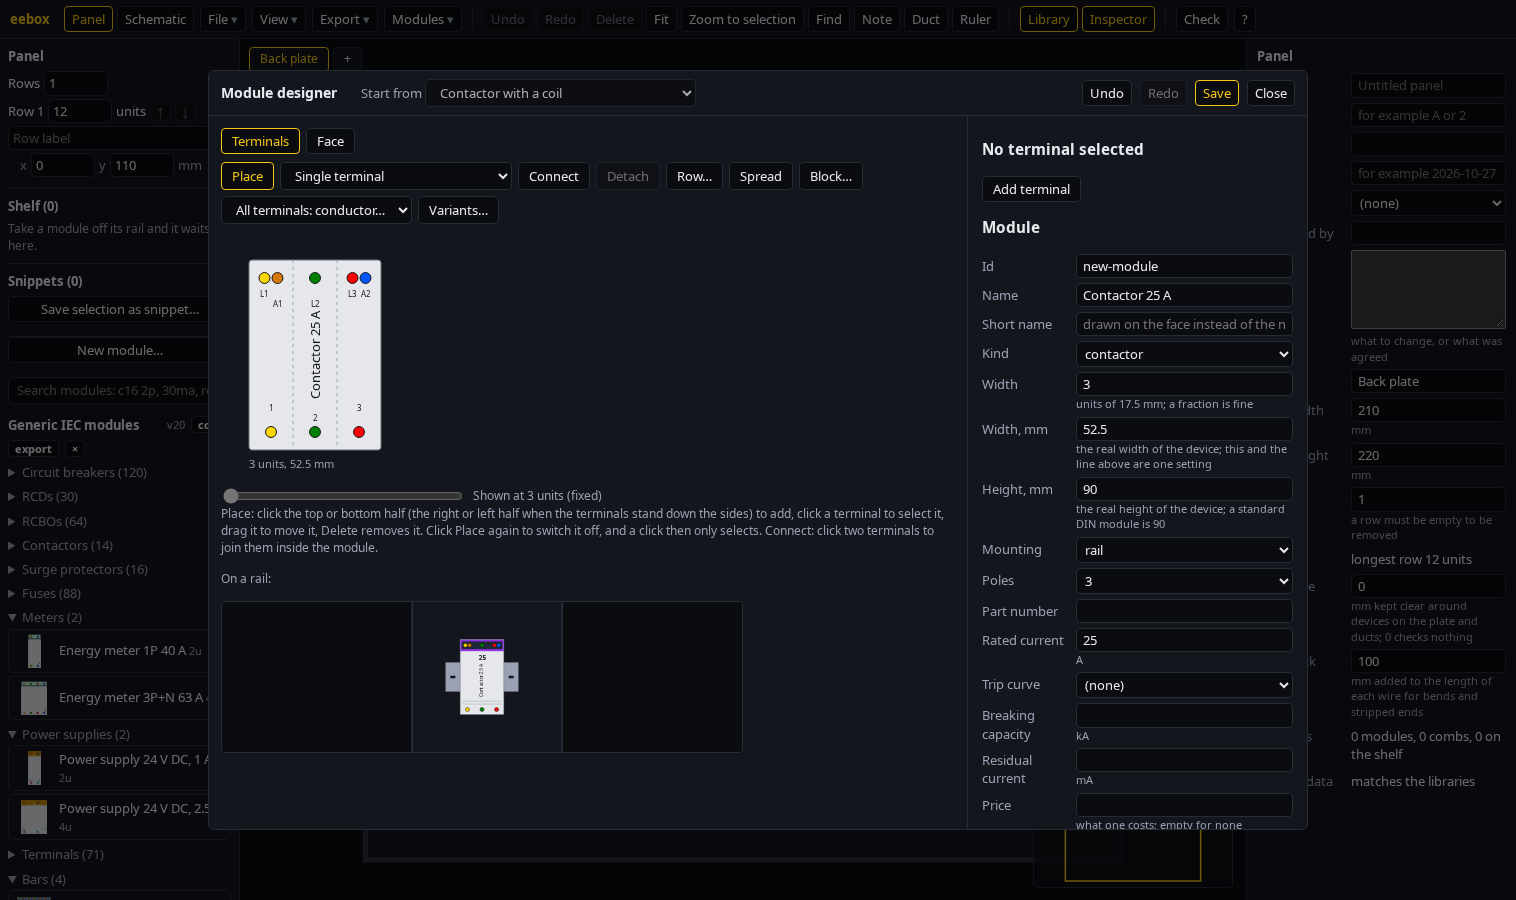 eebox Panel Schematic File ▾ View ▾ Export ▾ Modules ▾ Undo Redo Delete Fit Zoom to selection Find Note Duct Ruler Library Inspector Check ?
Panel
Rows 1
Row 1 12 units ↑ ↓
Row label
x 0 y 110 mm
Shelf (0)
Take a module off its rail and it waits
here.
Snippets (0)
Save selection as snippet...
New module...
Search modules: c16 2p, 30ma, r
Generic IEC modules v20
export ×
Circuit breakers (120)
RCDs (30)
RCBOs (64)
Contactors (14)
Surge protectors (16)
Fuses (88)
Meters (2)
Energy meter 1P 40 A 2u
Energy meter 3P+N 63 A
Power supplies (2)
Power supply 24 V DC, 1 A
2u
Power supply 24 V DC, 2.5
4u
Terminals (71)
Bars (4)
Back plate +
Module designer Start from Contactor with a coil Undo Redo Save Close
Terminals Face
Place Single terminal Connect Detach Row... Spread Block...
All terminals: conductor... Variants...
L1 L3 A2
A1 L2
Contactor 25 A
1 3
2
3 units, 52.5 mm
Shown at 3 units (fixed)
Place: click the top or bottom half (the right or left half when the terminals stand down the sides) to add, click a terminal to select it,
drag it to move it, Delete removes it. Click Place again to switch it off, and a click then only selects. Connect: click two terminals to
join them inside the module.
On a rail:
25
Contactor 25 A
No terminal selected
Add terminal
Module
Id new-module
Name Contactor 25 A
Short name drawn on the face instead of the n
Kind contactor
Width 3
units of 17.5 mm; a fraction is fine
Width, mm 52.5
the real width of the device; this and the
line above are one setting
Height, mm 90
the real height of the device; a standard
DIN module is 90
Mounting rail
Poles 3
Part number
Rated current 25
A
Trip curve (none)
Breaking
capacity
kA
Residual
current
mA
Price
what one costs; empty for none
Panel
Untitled panel
for example A or 2
for example 2026-10-27
(none)
d by
what to change, or what was
agreed
Back plate
210
mm
220
mm
1
a row must be empty to be
removed
longest row 12 units
0
mm kept clear around
devices on the plate and
ducts; 0 checks nothing
100
mm added to the length of
each wire for bends and
stripped ends
0 modules, 0 combs, 0 on
the shelf
data matches the libraries